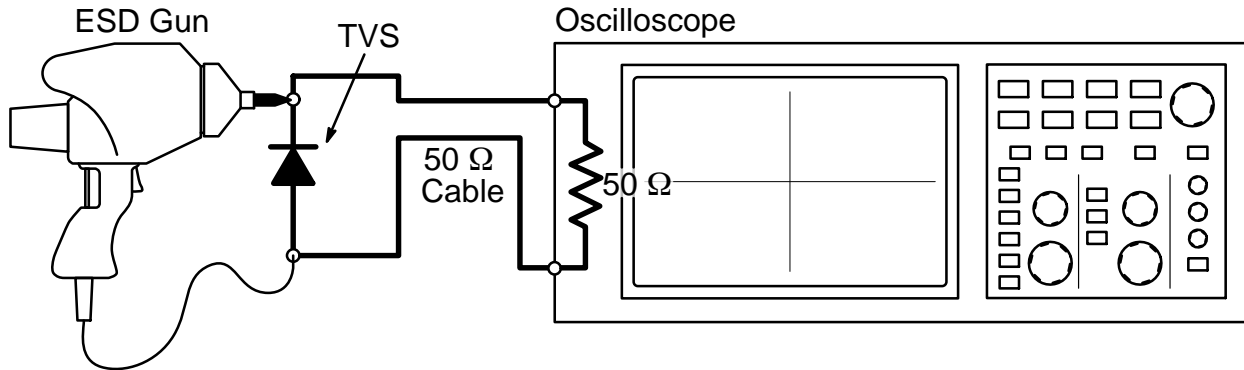 ESD Gun
TVS
Oscilloscope
50 Ω
Cable
50 Ω